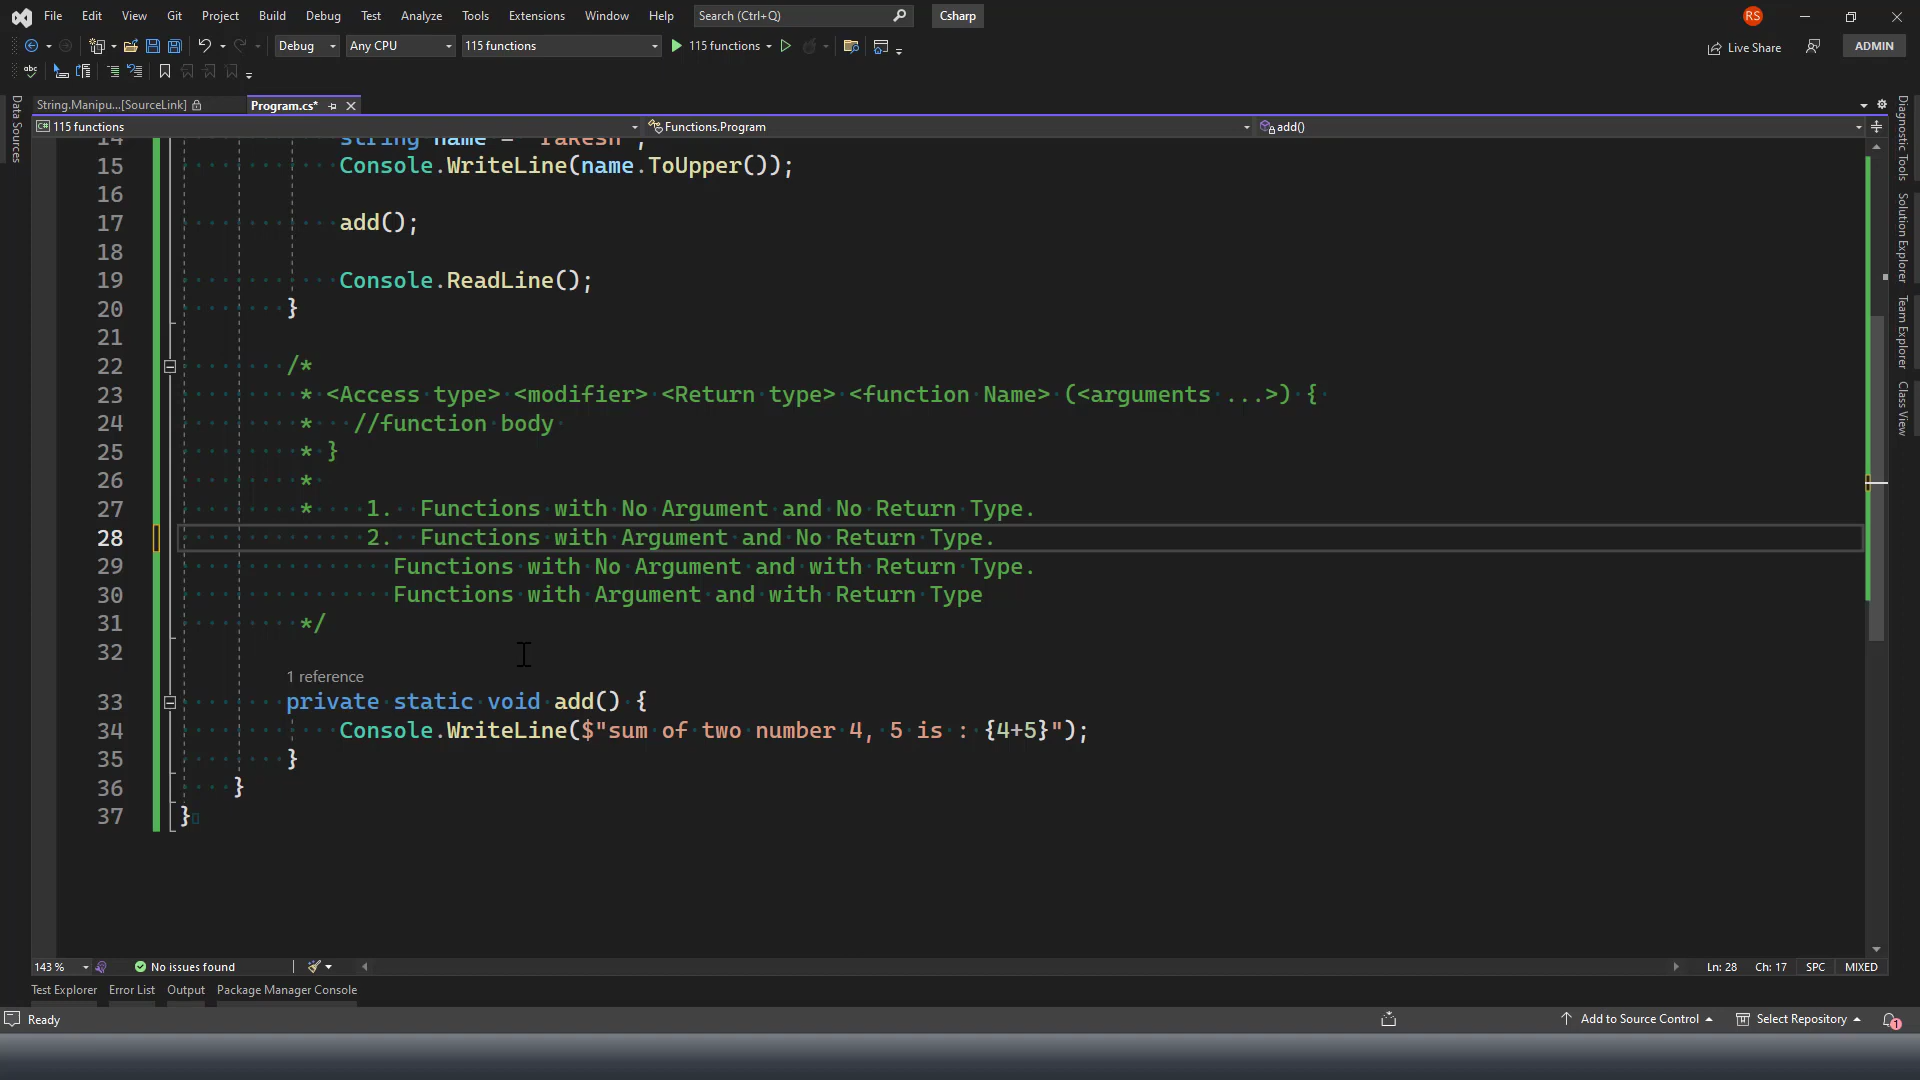 File Edit View Git Project Build Debug Test Analyze Tools Extensions Window Help Search (Ctrl+Q) Csharp RS
Debug Any CPU 115 functions 115 functions Live Share ADMIN
abc
String.Manipu...[SourceLink] Program.cs*
115 functions Functions.Program add()
Data Sources
Diagnostic Tools
Solution Explorer
Team Explorer
Class View
14 string name = "rakesh";
15 Console.WriteLine(name.ToUpper());
16
17 add();
18
19 Console.ReadLine();
20 }
21
22 /*
23 * <Access type> <modifier> <Return type> <function Name> (<arguments ...>) {
24 * //function body
25 * }
26 *
27 * 1. Functions with No Argument and No Return Type.
28 2. Functions with Argument and No Return Type.
29 Functions with No Argument and with Return Type.
30 Functions with Argument and with Return Type
31 */
32
1 reference
33 private static void add() {
34 Console.WriteLine($"sum of two number 4, 5 is : {4+5}");
35 }
36 }
37 }
143 % No issues found Ln: 28 Ch: 17 SPC MIXED
Test Explorer Error List Output Package Manager Console
Ready Add to Source Control Select Repository 1